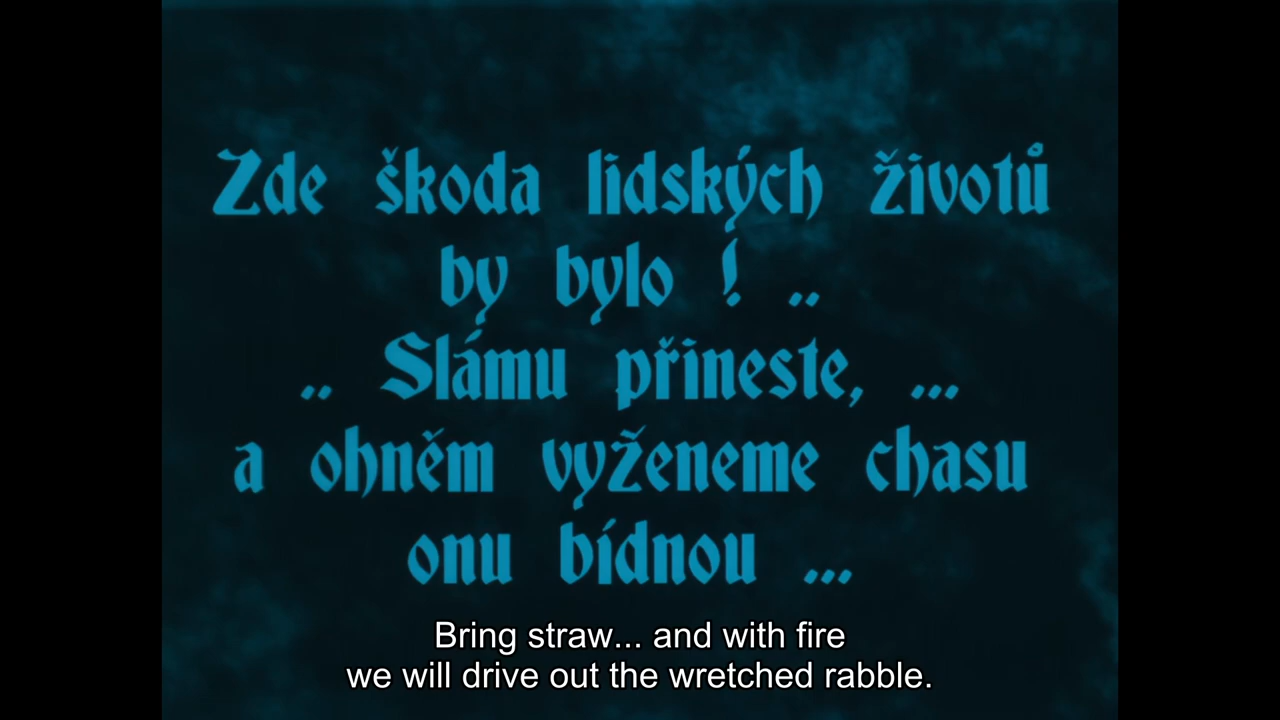 Zde škoda lidských životů
by bylo ! ..
.. Slámu přineste, ...
a ohněm vyženeme chasu
onu bídnou ...
Bring straw... and with fire
we will drive out the wretched rabble.